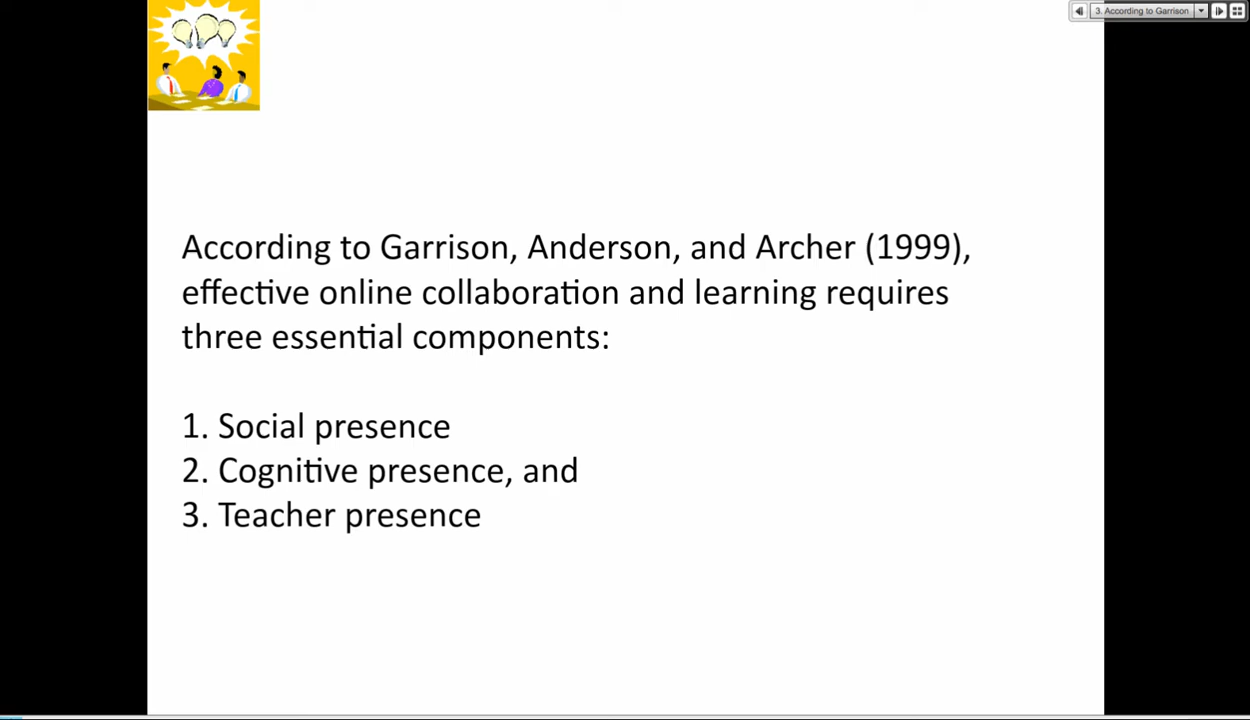 3. According to Garrison
According to Garrison, Anderson, and Archer (1999),
effective online collaboration and learning requires
three essential components:
1. Social presence
2. Cognitive presence, and
3. Teacher presence